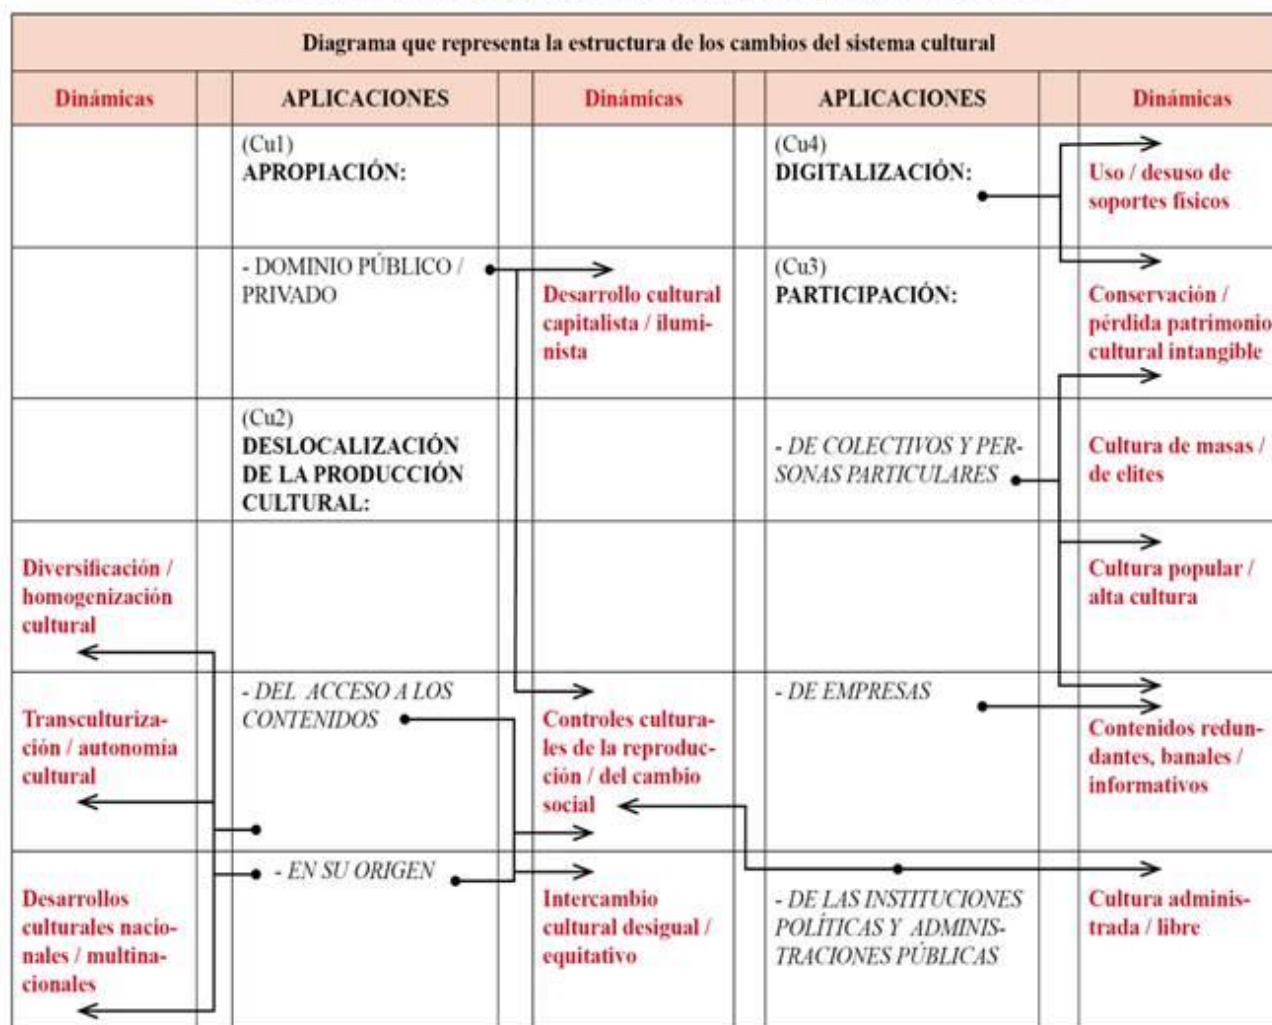 Diagrama que representa la estructura de los cambios del sistema cultural
Dinámicas
APLICACIONES
Dinámicas
APLICACIONES
Dinámicas
(Cu1)
APROPIACIÓN:
(Cu4)
DIGITALIZACIÓN:
Uso / desuso de
soportes físicos
- DOMINIO PÚBLICO /
PRIVADO
Desarrollo cultural
capitalista / ilumi-
nista
(Cu3)
PARTICIPACIÓN:
Conservación /
pérdida patrimonio
cultural intangible
(Cu2)
DESLOCALIZACIÓN
DE LA PRODUCCIÓN
CULTURAL:
- DE COLECTIVOS Y PER-
SONAS PARTICULARES
Cultura de masas /
de elites
Diversificación /
homogenización
cultural
Cultura popular /
alta cultura
Transculturiza-
ción / autonomía
cultural
- DEL ACCESO A LOS
CONTENIDOS
Controles cultura-
les de la reproduc-
ción / del cambio
social
- DE EMPRESAS
Contenidos redun-
dantes, banales /
informativos
Desarrollos
culturales nacio-
nales / multina-
cionales
- EN SU ORIGEN
Intercambio
cultural desigual /
equitativo
- DE LAS INSTITUCIONES
POLÍTICAS Y ADMINIS-
TRACIONES PÚBLICAS
Cultura adminis-
trada / libre